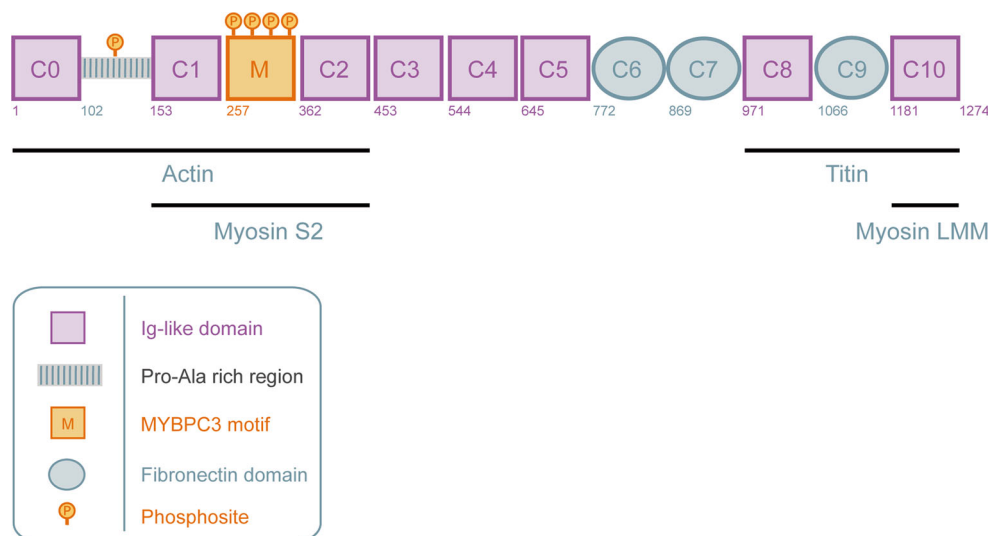 P P P P P
C0 C1 M C2 C3 C4 C5 C6 C7 C8 C9 C10
1 102 153 257 362 453 544 645 772 869 971 1066 1181 1274
Actin Titin
Myosin S2 Myosin LMM
Ig-like domain
Pro-Ala rich region
M MYBPC3 motif
Fibronectin domain
P Phosphosite